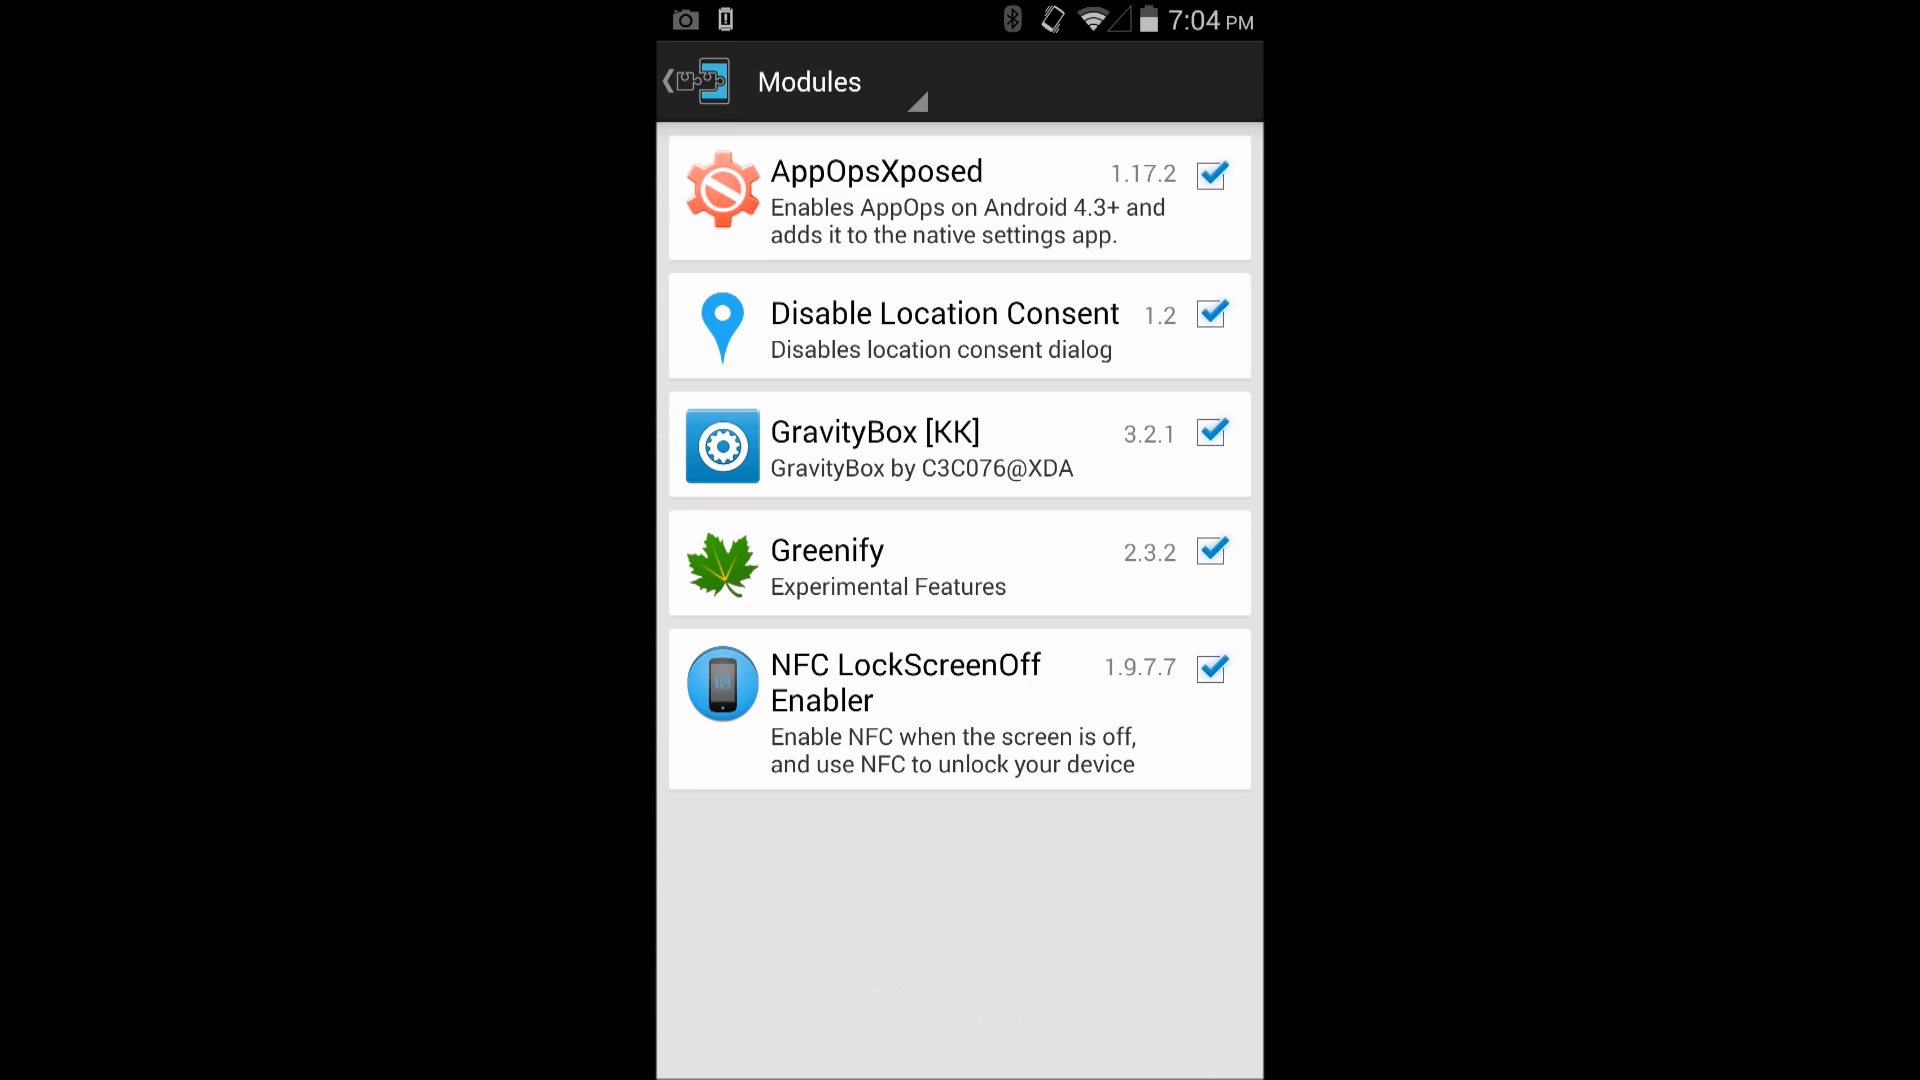 7:04 PM
Modules
AppOpsXposed 1.17.2
Enables AppOps on Android 4.3+ and
adds it to the native settings app.
Disable Location Consent 1.2
Disables location consent dialog
GravityBox [KK] 3.2.1
GravityBox by C3C076@XDA
Greenify 2.3.2
Experimental Features
NFC LockScreenOff 1.9.7.7
Enabler
Enable NFC when the screen is off,
and use NFC to unlock your device